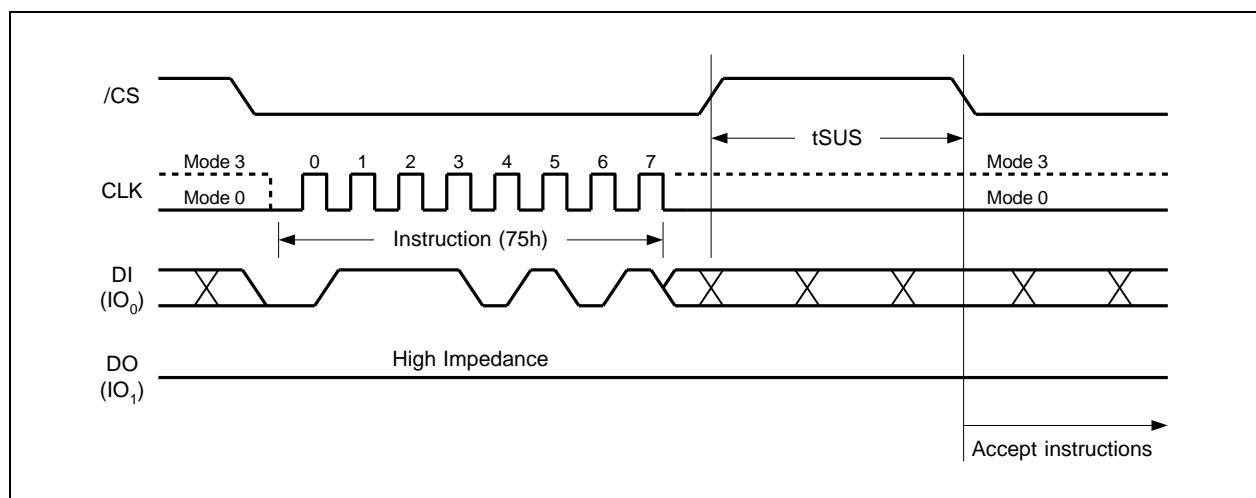 /CS
tSUS
Mode 3
0 1 2 3 4 5 6 7
Mode 3
CLK
Mode 0
Mode 0
Instruction (75h)
DI
(IO0)
High Impedance
DO
(IO1)
Accept instructions